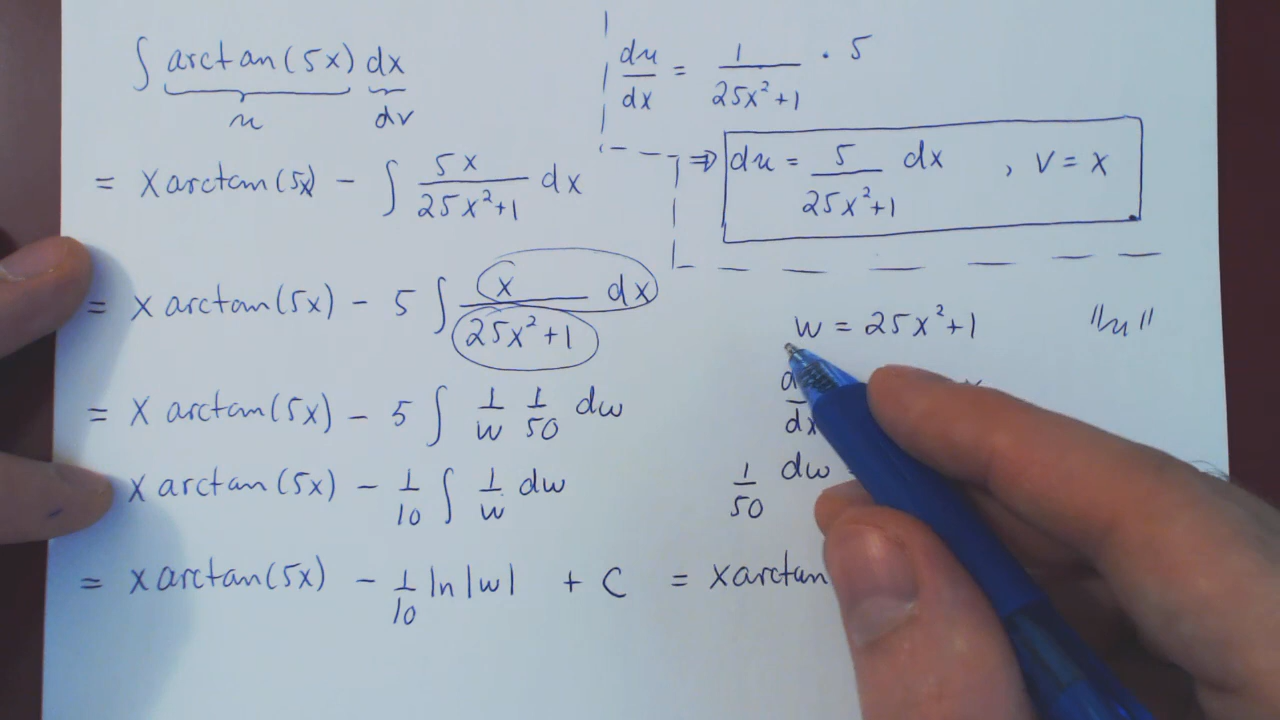 ∫ arctan(5x) dx
u dv
= x arctan(5x) - ∫ 5x/(25x²+1) dx
= x arctan(5x) - 5 ∫ x/(25x²+1) dx
= x arctan(5x) - 5 ∫ 1/w 1/50 dw
x arctan(5x) - 1/10 ∫ 1/w dw
= x arctan(5x) - 1/10 ln|w| + C = x arctan
du/dx = 1/(25x²+1) · 5
⇒ du = 5/(25x²+1) dx , v = x
w = 25x²+1 "u"
d
dx
1/50 dw